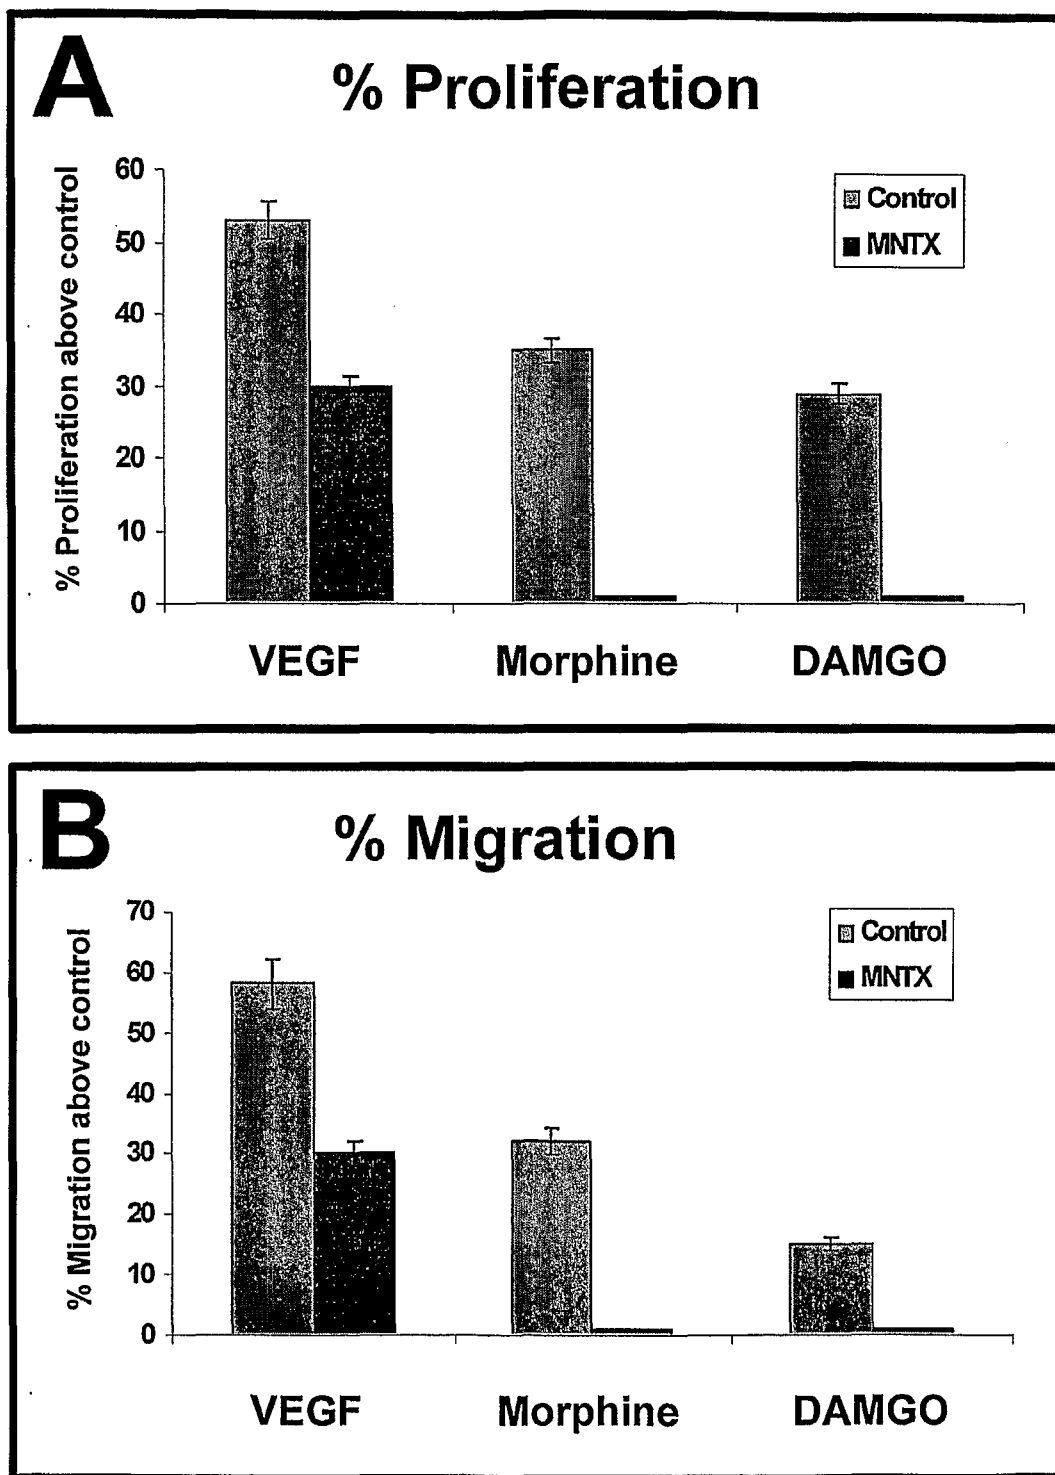 A
% Proliferation
% Proliferation above control
60
50
40
30
20
10
0
Control
MNTX
VEGF
Morphine
DAMGO
B
% Migration
% Migration above control
70
60
50
40
30
20
10
0
Control
MNTX
VEGF
Morphine
DAMGO